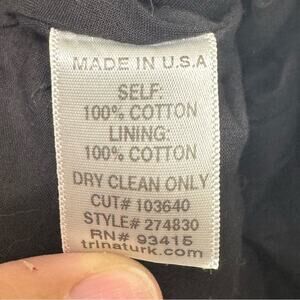 MADE IN U.S.A
SELF:
100% COTTON
LINING:
100% COTTON
DRY CLEAN ONLY
CUT# 103640
STYLE# 274830
RN# 93415
trinaturk.com